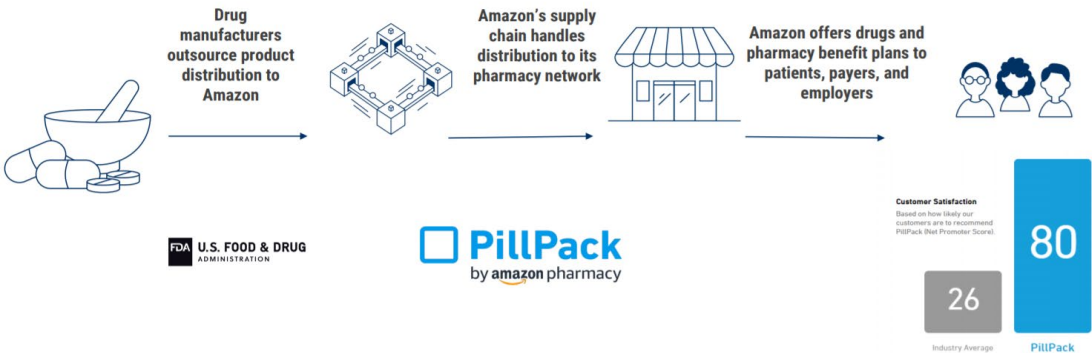 Drug
manufacturers
outsource product
distribution to
Amazon
Amazon's supply
chain handles
distribution to its
pharmacy network
Amazon offers drugs and
pharmacy benefit plans to
patients, payers, and
employers
FDA U.S. FOOD & DRUG
ADMINISTRATION
PillPack
by amazon pharmacy
Customer Satisfaction
Based on how likely our
customers are to recommend
PillPack (Net Promoter Score).
80
26
Industry Average
PillPack